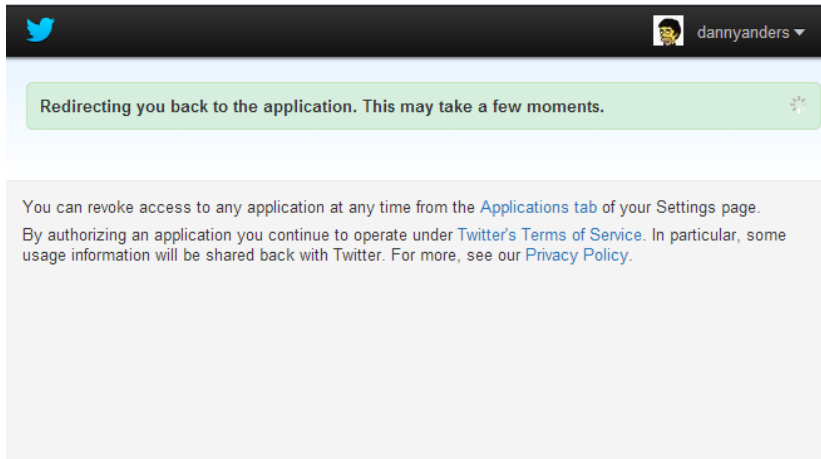 dannyanders
Redirecting you back to the application. This may take a few moments.
You can revoke access to any application at any time from the Applications tab of your Settings page.
By authorizing an application you continue to operate under Twitter's Terms of Service. In particular, some
usage information will be shared back with Twitter. For more, see our Privacy Policy.